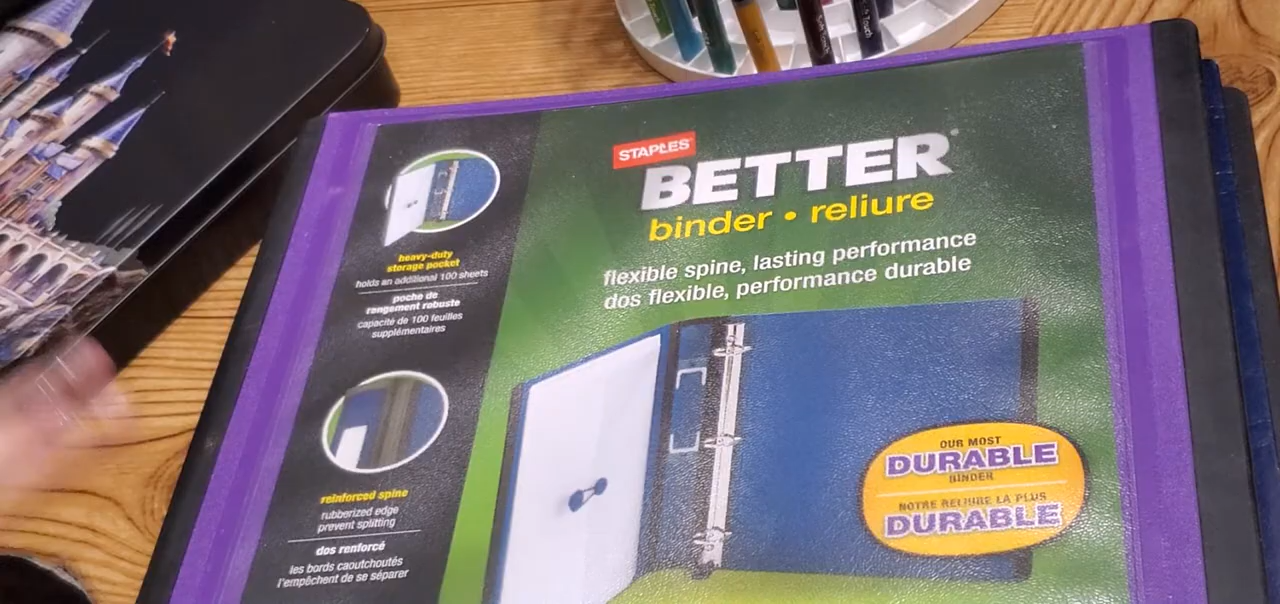 STAPLES
BETTER
binder • reliure
flexible spine, lasting performance
dos flexible, performance durable
heavy-duty
storage pocket
holds an additional 100 sheets
poche de
rangement robuste
capacité de 100 feuilles
supplémentaires
reinforced spine
rubberized edge
prevent splitting
dos renforcé
les bords caoutchoutés
l'empêchent de se séparer
OUR MOST
DURABLE
BINDER
NOTRE RELIURE LA PLUS
DURABLE